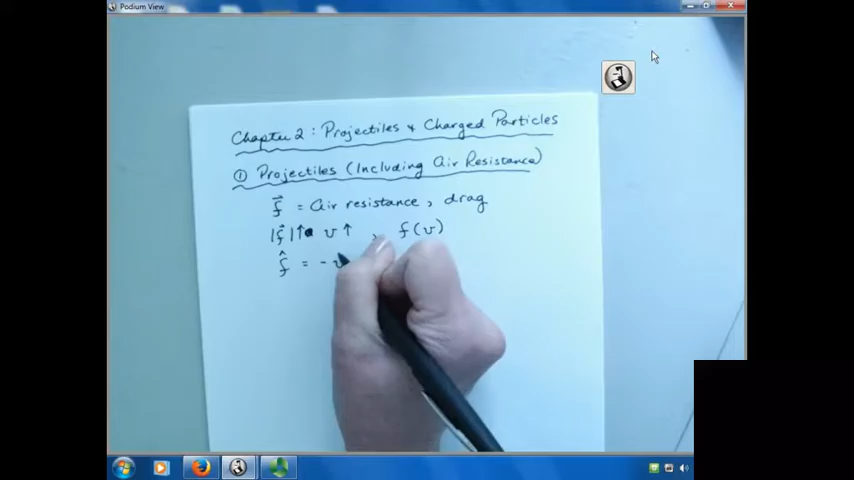 Podium View
Chapter 2 : Projectiles & Charged Particles
① Projectiles (Including Air Resistance)
f⃗ = Air resistance, drag
|f⃗|↑ v↑ , f(v)
f̂ = - v